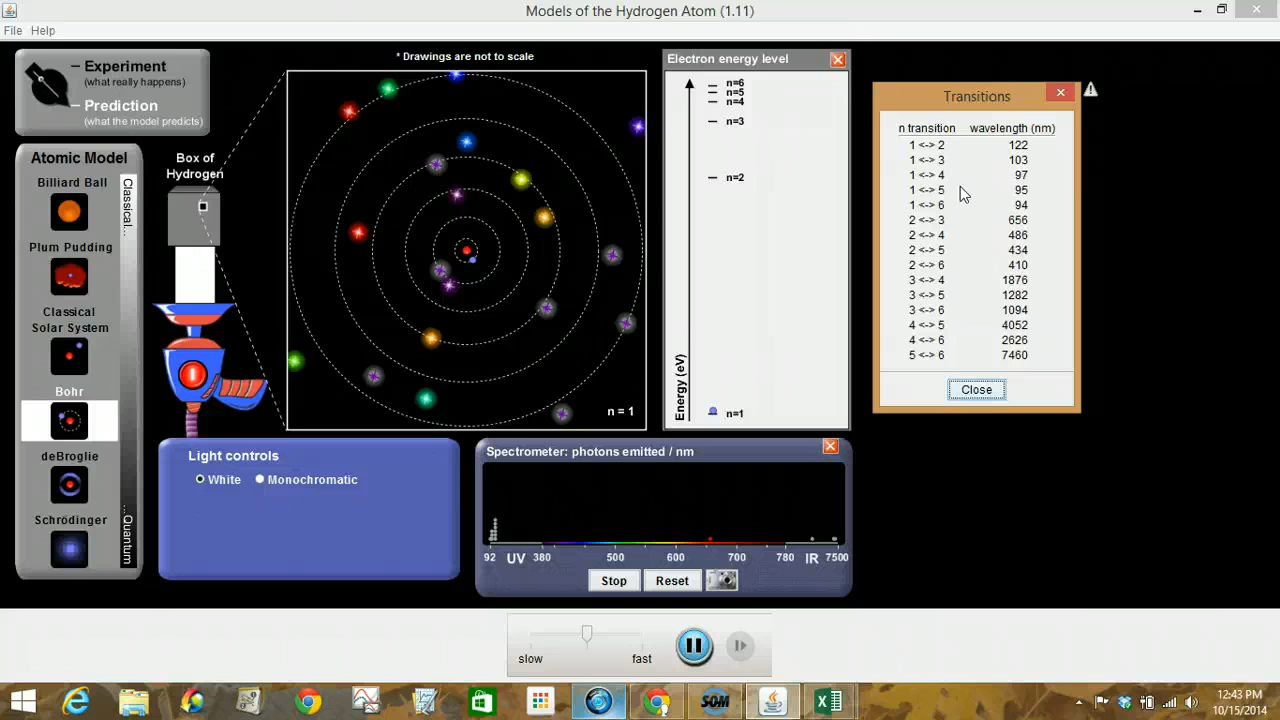 Models of the Hydrogen Atom (1.11)
File Help
Experiment
(what really happens)
Prediction
(what the model predicts)
Atomic Model
Billiard Ball
Plum Pudding
Classical
Solar System
Bohr
deBroglie
Schrödinger
Classical...
...Quantum
Box of
Hydrogen
* Drawings are not to scale
n = 1
Electron energy level
n=6
n=5
n=4
n=3
n=2
n=1
Energy (eV)
Transitions
n transition wavelength (nm)
1 <-> 2 122
1 <-> 3 103
1 <-> 4 97
1 <-> 5 95
1 <-> 6 94
2 <-> 3 656
2 <-> 4 486
2 <-> 5 434
2 <-> 6 410
3 <-> 4 1876
3 <-> 5 1282
3 <-> 6 1094
4 <-> 5 4052
4 <-> 6 2626
5 <-> 6 7460
Close
Light controls
White Monochromatic
Spectrometer: photons emitted / nm
92 UV 380 500 600 700 780 IR 7500
Stop Reset
slow fast
SOM
12:43 PM
10/15/2014